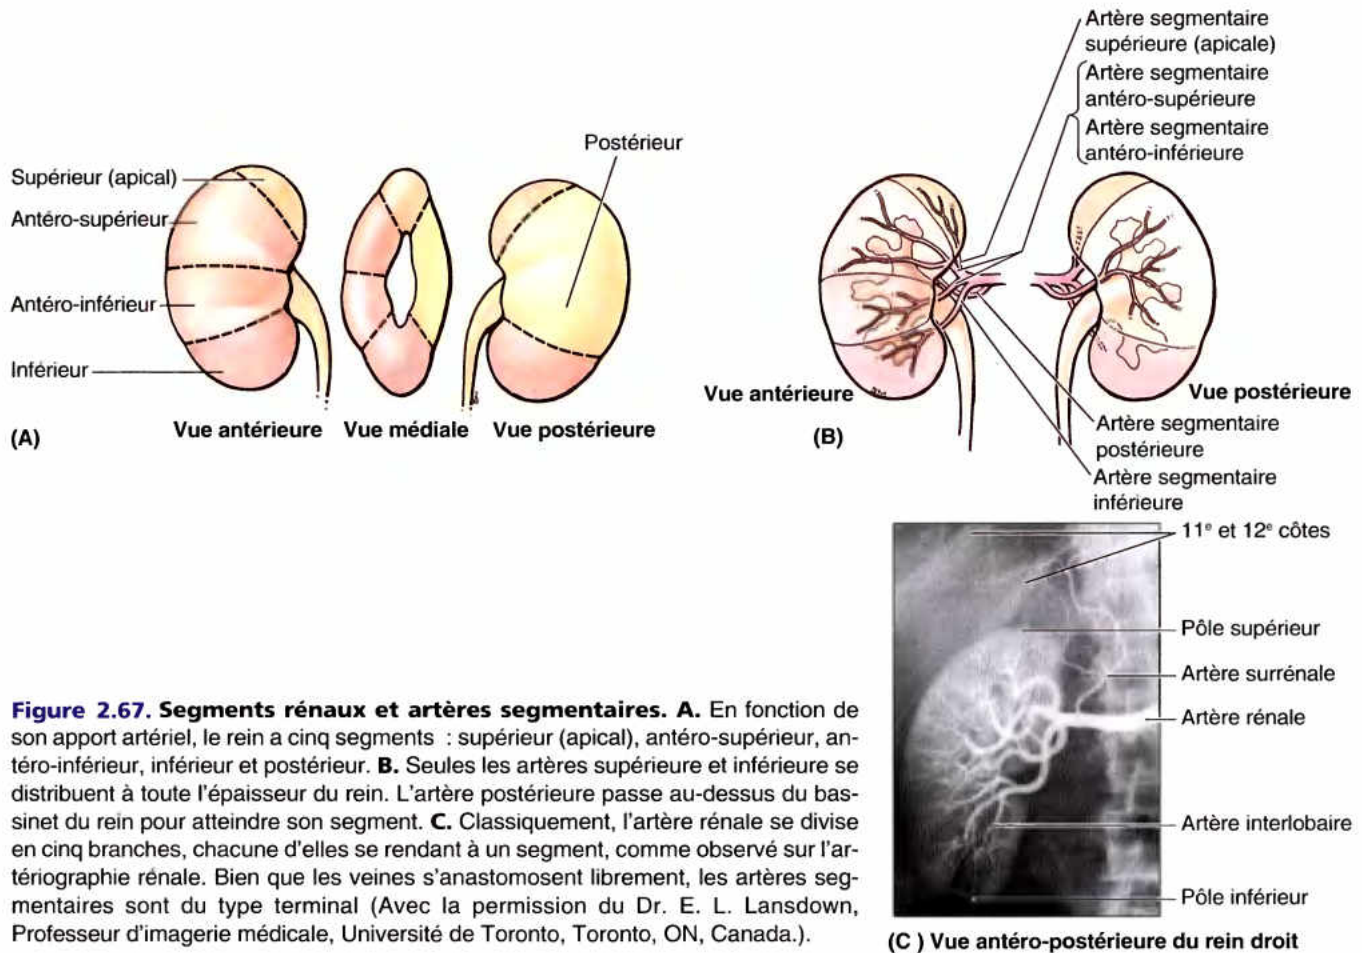 Artère segmentaire
supérieure (apicale)
Artère segmentaire
antéro-supérieure
Artère segmentaire
antéro-inférieure
Postérieur
Supérieur (apical)
Antéro-supérieur
Antéro-inférieur
Inférieur
Vue antérieure
Vue médiale
Vue postérieure
(A)
Vue antérieure
Vue postérieure
(B)
Artère segmentaire
postérieure
Artère segmentaire
inférieure
11e et 12e côtes
Pôle supérieur
Artère surrénale
Artère rénale
Artère interlobaire
Pôle inférieur
(C ) Vue antéro-postérieure du rein droit
Figure 2.67. Segments rénaux et artères segmentaires. A. En fonction de
son apport artériel, le rein a cinq segments : supérieur (apical), antéro-supérieur, an-
téro-inférieur, inférieur et postérieur. B. Seules les artères supérieure et inférieure se
distribuent à toute l'épaisseur du rein. L'artère postérieure passe au-dessus du bas-
sinet du rein pour atteindre son segment. C. Classiquement, l'artère rénale se divise
en cinq branches, chacune d'elles se rendant à un segment, comme observé sur l'ar-
tériographie rénale. Bien que les veines s'anastomosent librement, les artères seg-
mentaires sont du type terminal (Avec la permission du Dr. E. L. Lansdown,
Professeur d'imagerie médicale, Université de Toronto, Toronto, ON, Canada.).